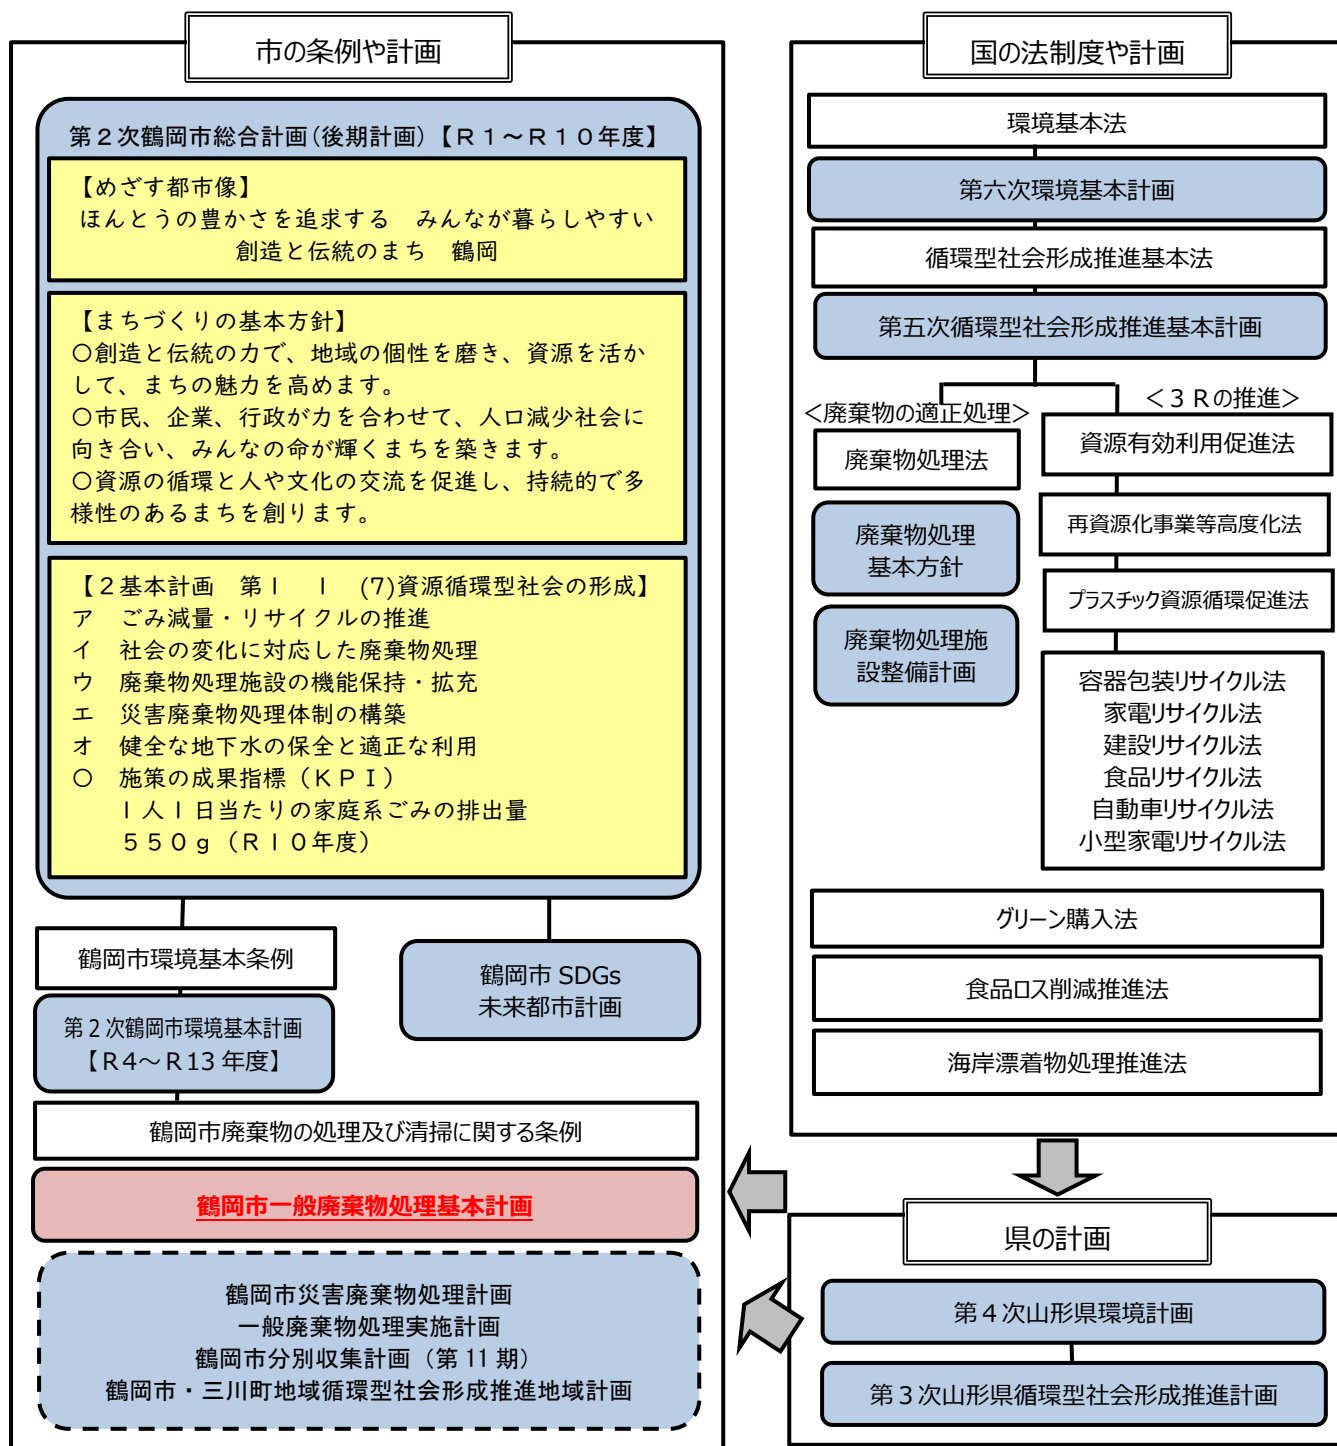 市の条例や計画
第２次鶴岡市総合計画(後期計画)【Ｒ１～Ｒ１０年度】
【めざす都市像】
ほんとうの豊かさを追求する　みんなが暮らしやすい
創造と伝統のまち　鶴岡
【まちづくりの基本方針】
〇創造と伝統の力で、地域の個性を磨き、資源を活か
して、まちの魅力を高めます。
〇市民、企業、行政が力を合わせて、人口減少社会に
向き合い、みんなの命が輝くまちを築きます。
〇資源の循環と人や文化の交流を促進し、持続的で多
様性のあるまちを創ります。
【２基本計画　第１　１　(7)資源循環型社会の形成】
ア　ごみ減量・リサイクルの推進
イ　社会の変化に対応した廃棄物処理
ウ　廃棄物処理施設の機能保持・拡充
エ　災害廃棄物処理体制の構築
オ　健全な地下水の保全と適正な利用
〇　施策の成果指標（ＫＰＩ）
１人１日当たりの家庭系ごみの排出量
５５０ｇ（Ｒ１０年度）
鶴岡市環境基本条例
第２次鶴岡市環境基本計画
【Ｒ4～Ｒ13 年度】
鶴岡市 SDGs
未来都市計画
鶴岡市廃棄物の処理及び清掃に関する条例
鶴岡市一般廃棄物処理基本計画
鶴岡市災害廃棄物処理計画
一般廃棄物処理実施計画
鶴岡市分別収集計画（第 11 期）
鶴岡市・三川町地域循環型社会形成推進地域計画
国の法制度や計画
環境基本法
第六次環境基本計画
循環型社会形成推進基本法
第五次循環型社会形成推進基本計画
＜廃棄物の適正処理＞
廃棄物処理法
廃棄物処理
基本方針
廃棄物処理施
設整備計画
＜３Ｒの推進＞
資源有効利用促進法
再資源化事業等高度化法
プラスチック資源循環促進法
容器包装リサイクル法
家電リサイクル法
建設リサイクル法
食品リサイクル法
自動車リサイクル法
小型家電リサイクル法
グリーン購入法
食品ロス削減推進法
海岸漂着物処理推進法
県の計画
第４次山形県環境計画
第３次山形県循環型社会形成推進計画